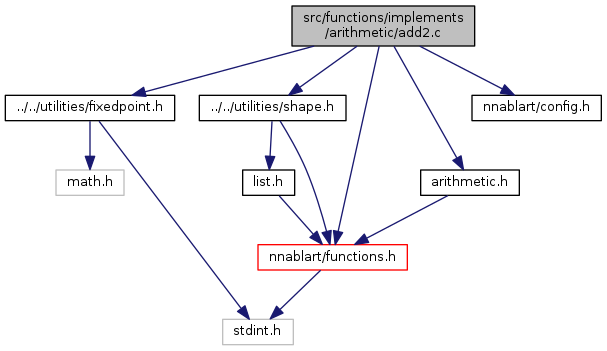 src/functions/implements
/arithmetic/add2.c
../../utilities/fixedpoint.h
../../utilities/shape.h
nnablart/config.h
math.h
list.h
arithmetic.h
nnablart/functions.h
stdint.h